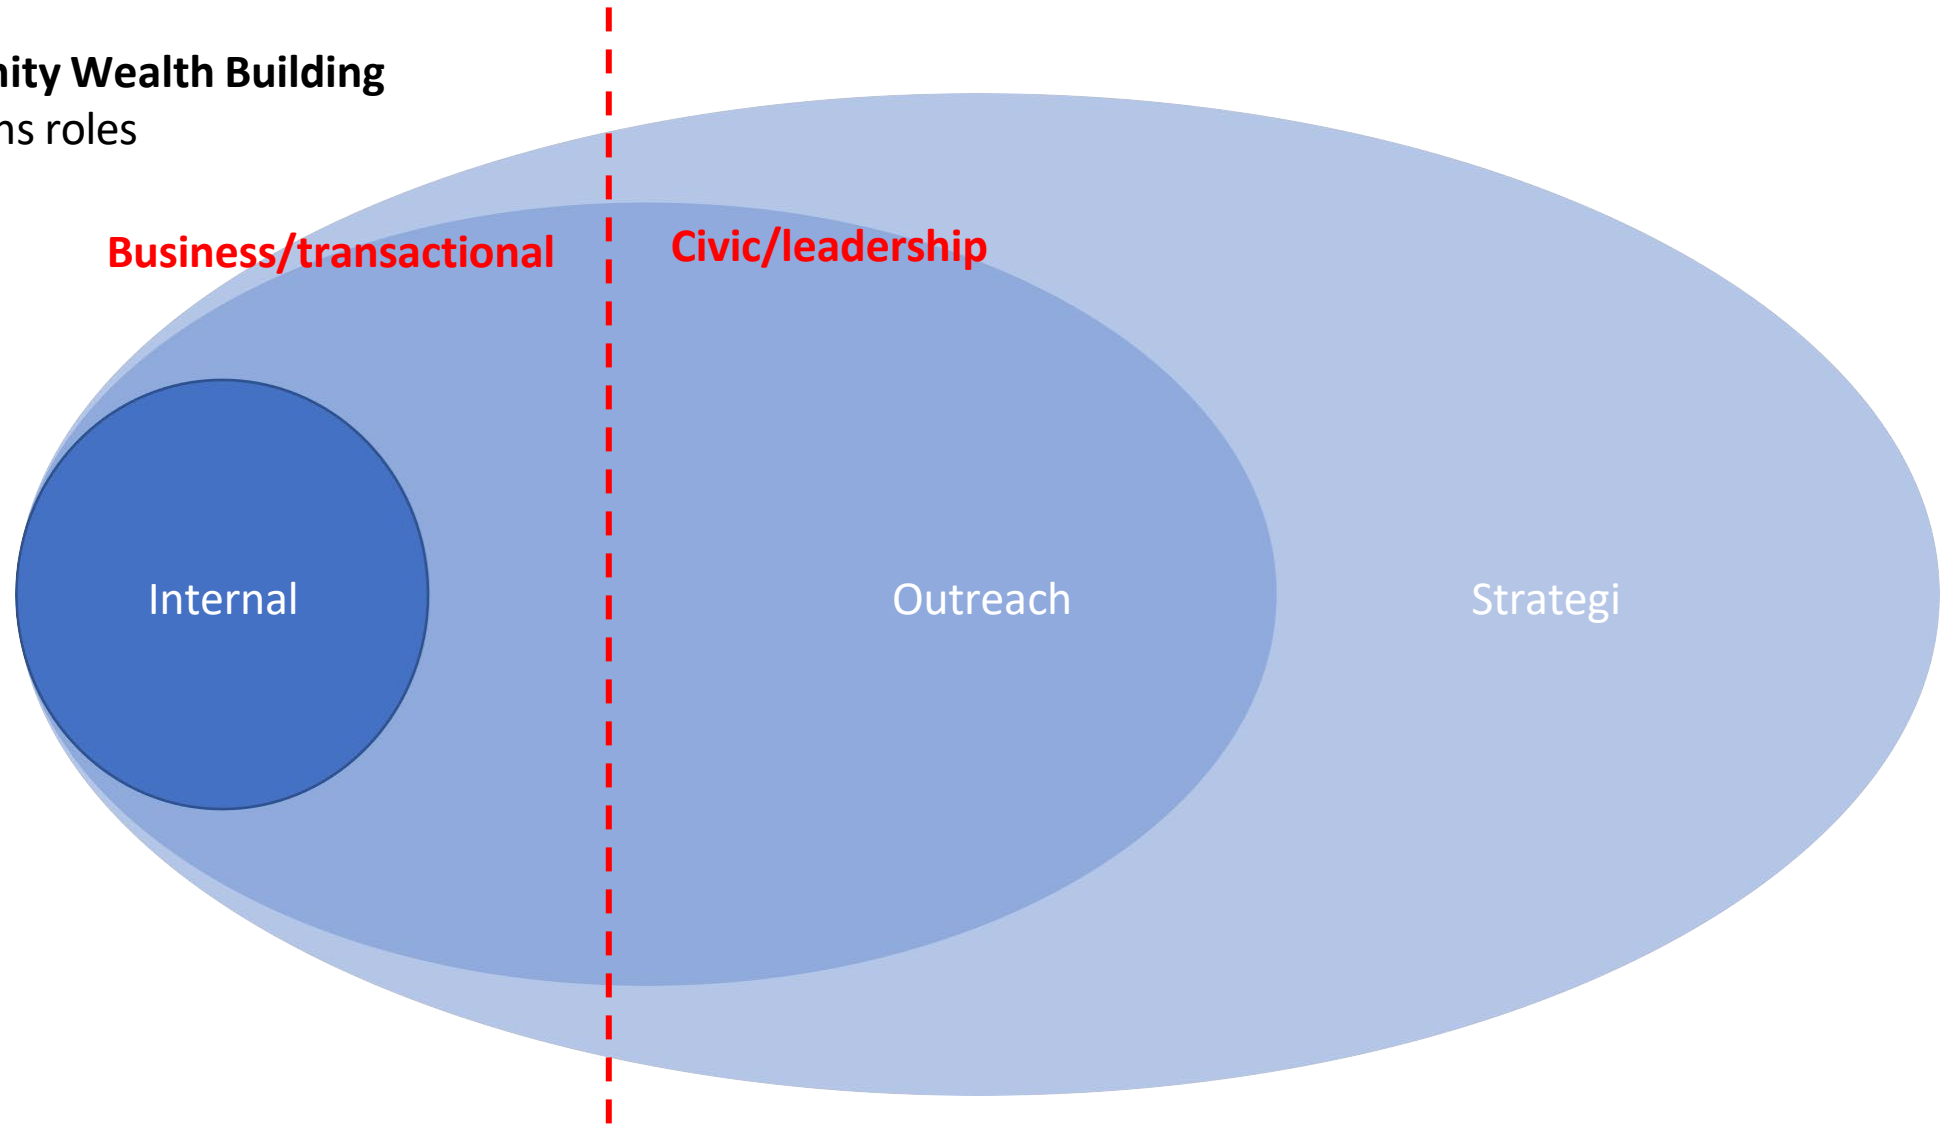 nity Wealth Building
ns roles
Business/transactional
Civic/leadership
Internal
Outreach
Strategi